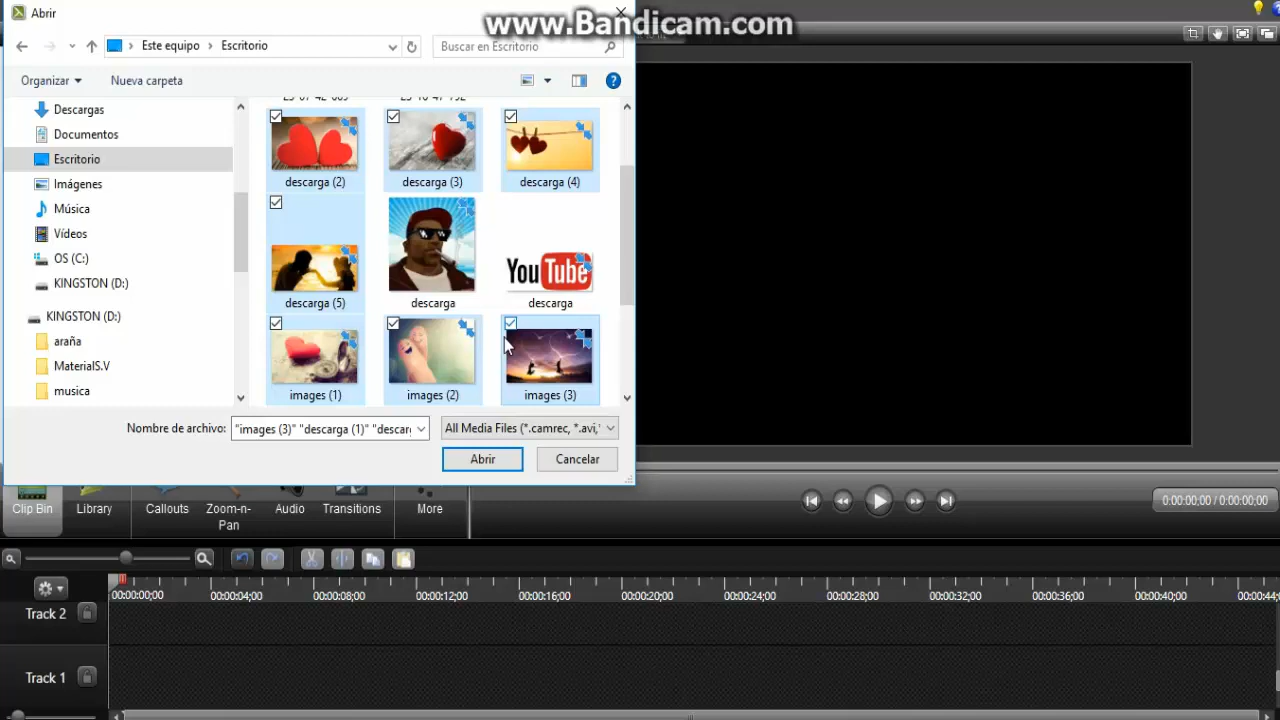 Abrir
www.Bandicam.com
Este equipo
Escritorio
Buscar en Escritorio
Organizar
Nueva carpeta
Descargas
Documentos
Escritorio
Imágenes
Música
Vídeos
OS (C:)
KINGSTON (D:)
KINGSTON (D:)
araña
MaterialS.V
musica
descarga (2)
descarga (3)
descarga (4)
You Tube
descarga (5)
descarga
descarga
images (1)
images (2)
images (3)
Nombre de archivo:
"images (3)" "descarga (1)" "descar
All Media Files (*.camrec, *.avi,
Abrir
Cancelar
Clip Bin
Library
Callouts
Zoom-n-
Pan
Audio
Transitions
More
0:00:00;00 / 0:00:00;00
00:00:00;00 00:00:04;00 00:00:08;00 00:00:12;00 00:00:16;00 00:00:20;00 00:00:24;00 00:00:28;00 00:00:32;00 00:00:36;00 00:00:40;00 00:00:44;
Track 2
Track 1